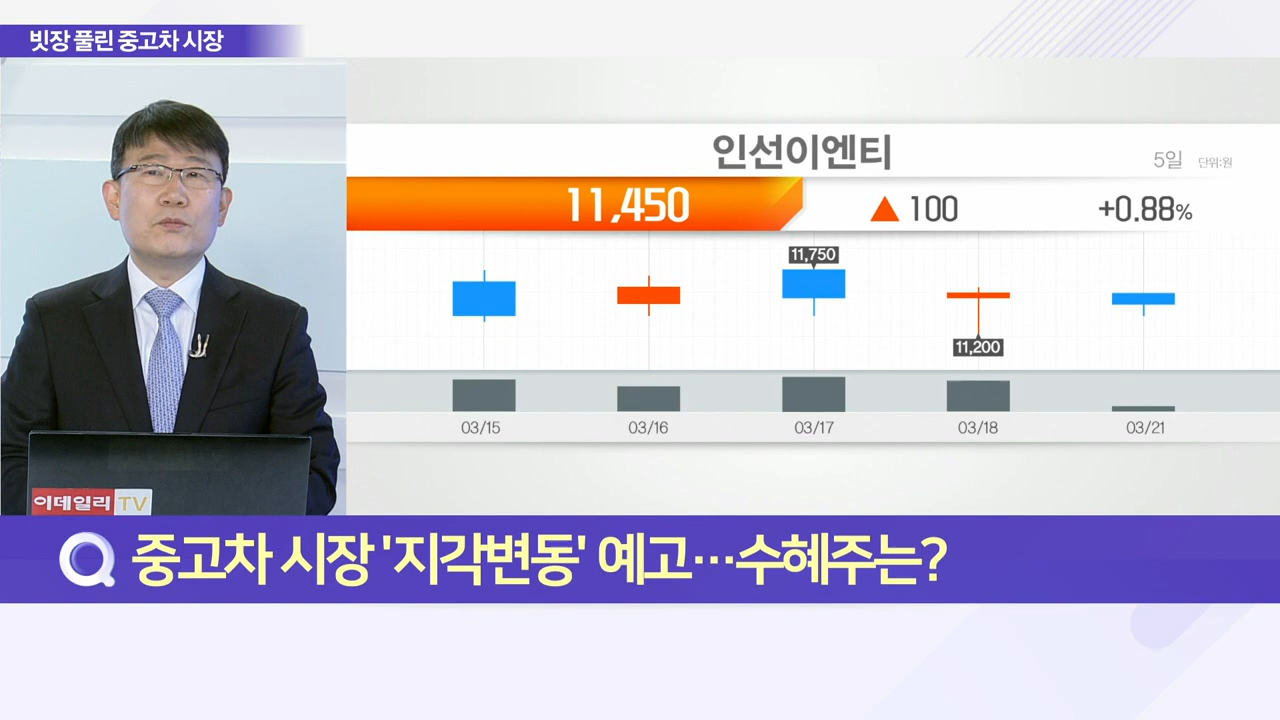 빗장 풀린 중고차 시장
인선이엔티
5일 단위:원
11,450 ▲ 100 +0.88%
11,750
11,200
03/15 03/16 03/17 03/18 03/21
이데일리 TV
중고차 시장 '지각변동' 예고…수혜주는?